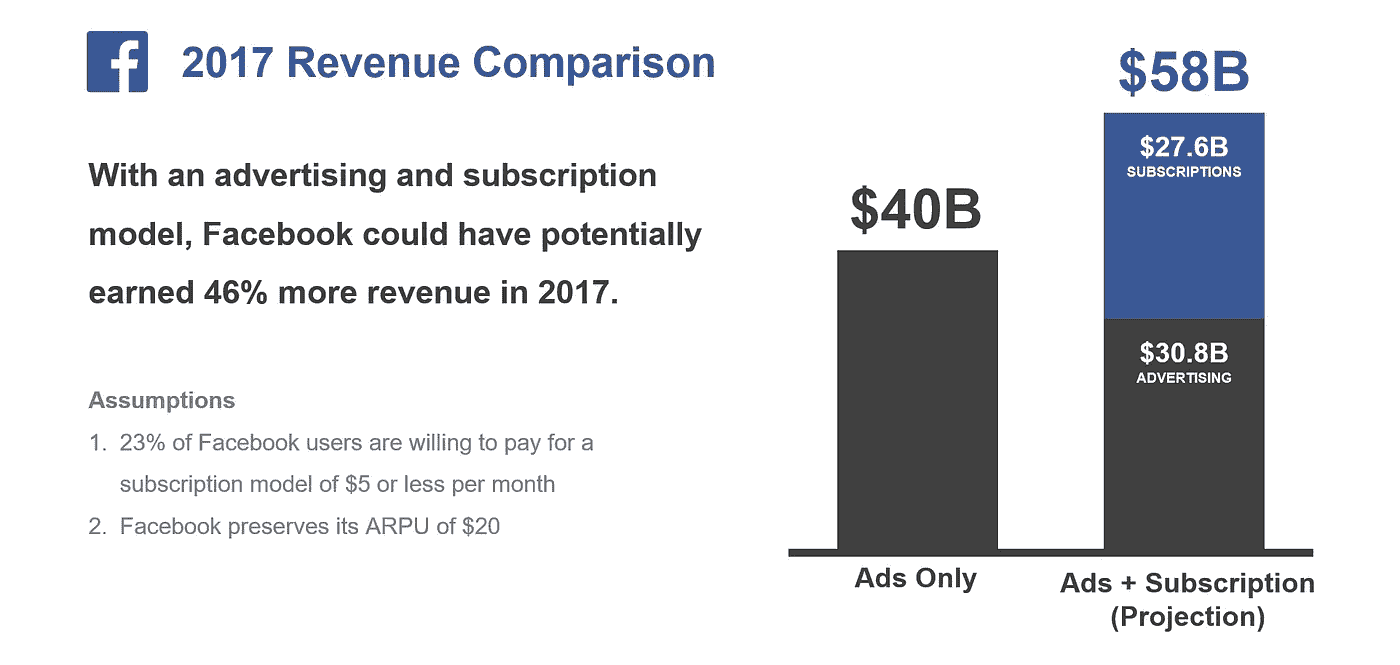 f
2017 Revenue Comparison
With an advertising and subscription
model, Facebook could have potentially
earned 46% more revenue in 2017.
Assumptions
1. 23% of Facebook users are willing to pay for a
subscription model of $5 or less per month
2. Facebook preserves its ARPU of $20
$40B
Ads Only
$58B
$27.6B
SUBSCRIPTIONS
$30.8B
ADVERTISING
Ads + Subscription
(Projection)